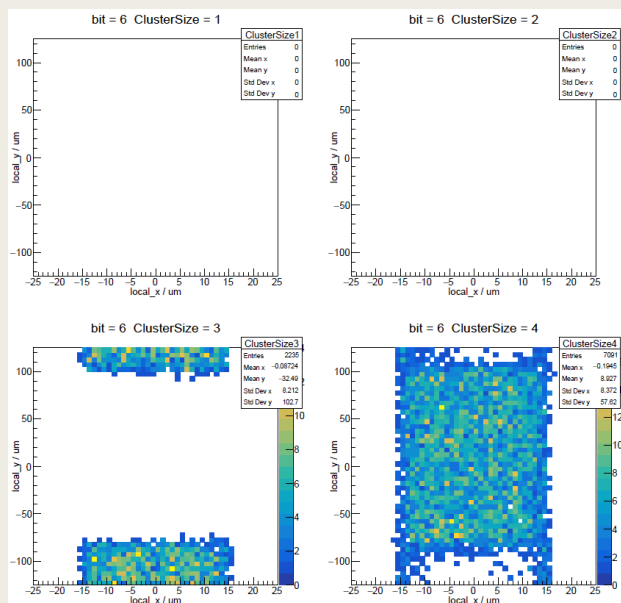 bit = 6 ClusterSize = 1
ClusterSize1
Entries 0
Mean x 0
Mean y 0
Std Dev x 0
Std Dev y 0
local_y / um
100
50
0
−50
−100
−25 −20 −15 −10 −5 0 5 10 15 20 25
local_x / um
bit = 6 ClusterSize = 2
ClusterSize2
Entries 0
Mean x 0
Mean y 0
Std Dev x 0
Std Dev y 0
local_y / um
100
50
0
−50
−100
−25 −20 −15 −10 −5 0 5 10 15 20 25
local_x / um
bit = 6 ClusterSize = 3
ClusterSize3
Entries 2235
Mean x −0.08724
Mean y −32.49
Std Dev x 8.212
Std Dev y 102.7
local_y / um
100
50
0
−50
−100
−25 −20 −15 −10 −5 0 5 10 15 20 25
local_x / um
10
8
6
4
2
0
bit = 6 ClusterSize = 4
ClusterSize4
Entries 7091
Mean x −0.1945
Mean y 8.927
Std Dev x 8.372
Std Dev y 57.62
local_y / um
100
50
0
−50
−100
−25 −20 −15 −10 −5 0 5 10 15 20 25
local_x / um
12
10
8
6
4
2
0